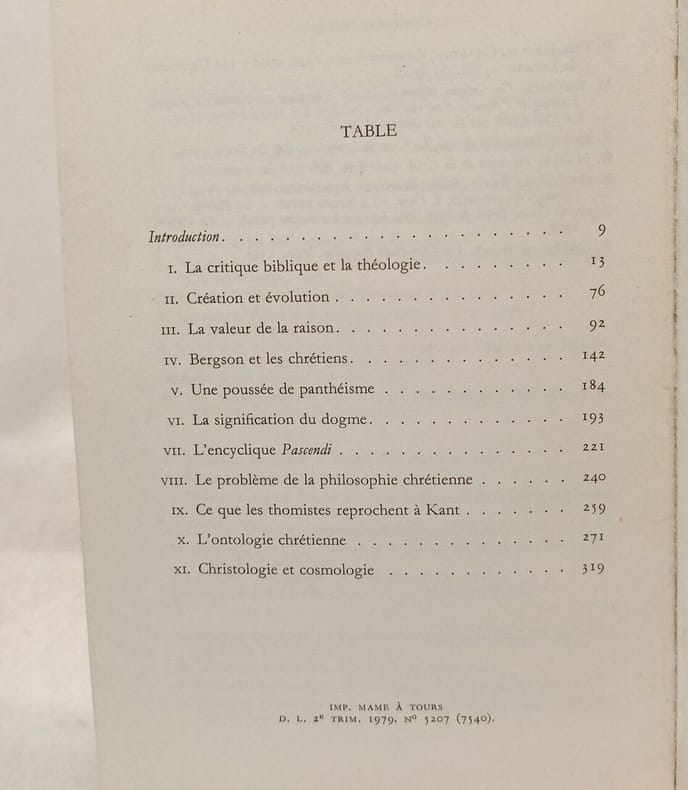 TABLE
Introduction. . . . . . . . . . . . . . . . . . . . . . 9
I. La critique biblique et la théologie. . . . . . . . . 13
II. Création et évolution . . . . . . . . . . . . . . . 76
III. La valeur de la raison. . . . . . . . . . . . . . . 92
IV. Bergson et les chrétiens. . . . . . . . . . . . . . 142
V. Une poussée de panthéisme . . . . . . . . . . . . 184
VI. La signification du dogme. . . . . . . . . . . . . 193
VII. L'encyclique Pascendi . . . . . . . . . . . . . . . 221
VIII. Le problème de la philosophie chrétienne . . . . . . 240
IX. Ce que les thomistes reprochent à Kant . . . . . . . 259
X. L'ontologie chrétienne . . . . . . . . . . . . . . 271
XI. Christologie et cosmologie . . . . . . . . . . . . 319
IMP. MAME À TOURS
D. L. 2e TRIM. 1979. No 5207 (7540).